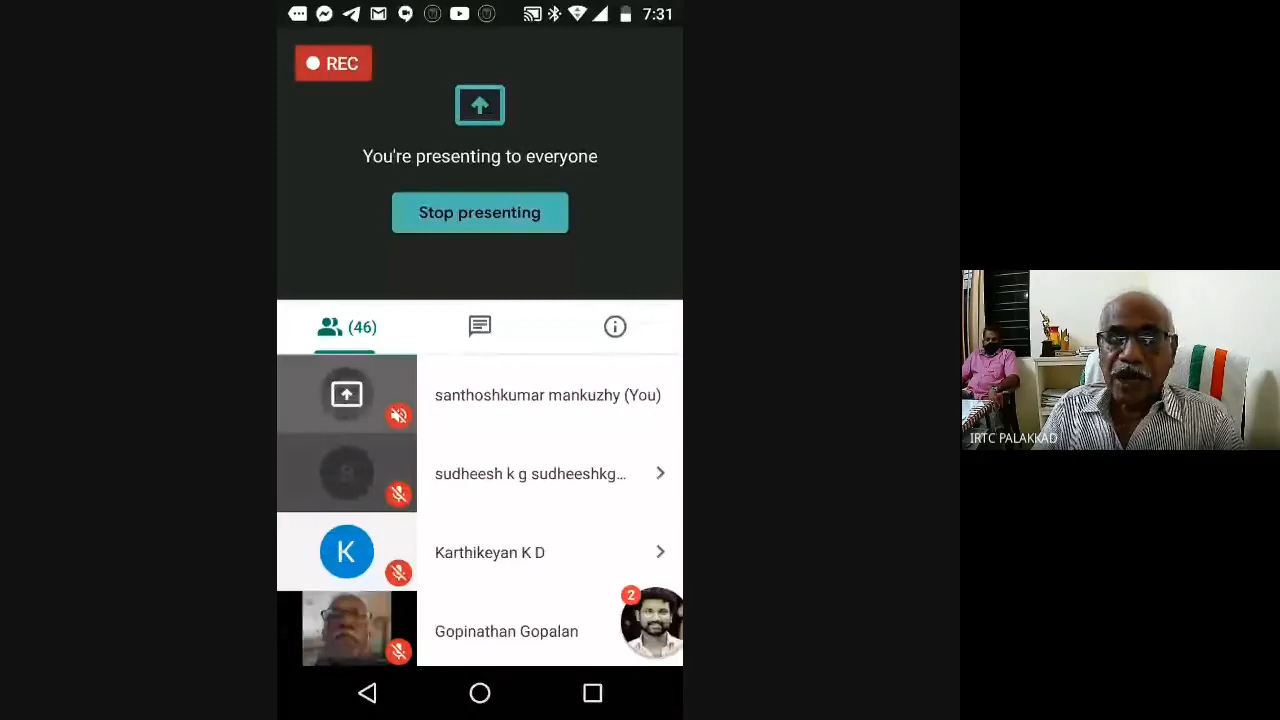 7:31
REC
You're presenting to everyone
Stop presenting
(46)
santhoshkumar mankuzhy (You)
sudheesh k g sudheeshkg...
K
Karthikeyan K D
2
Gopinathan Gopalan
IRTC PALAKKAD